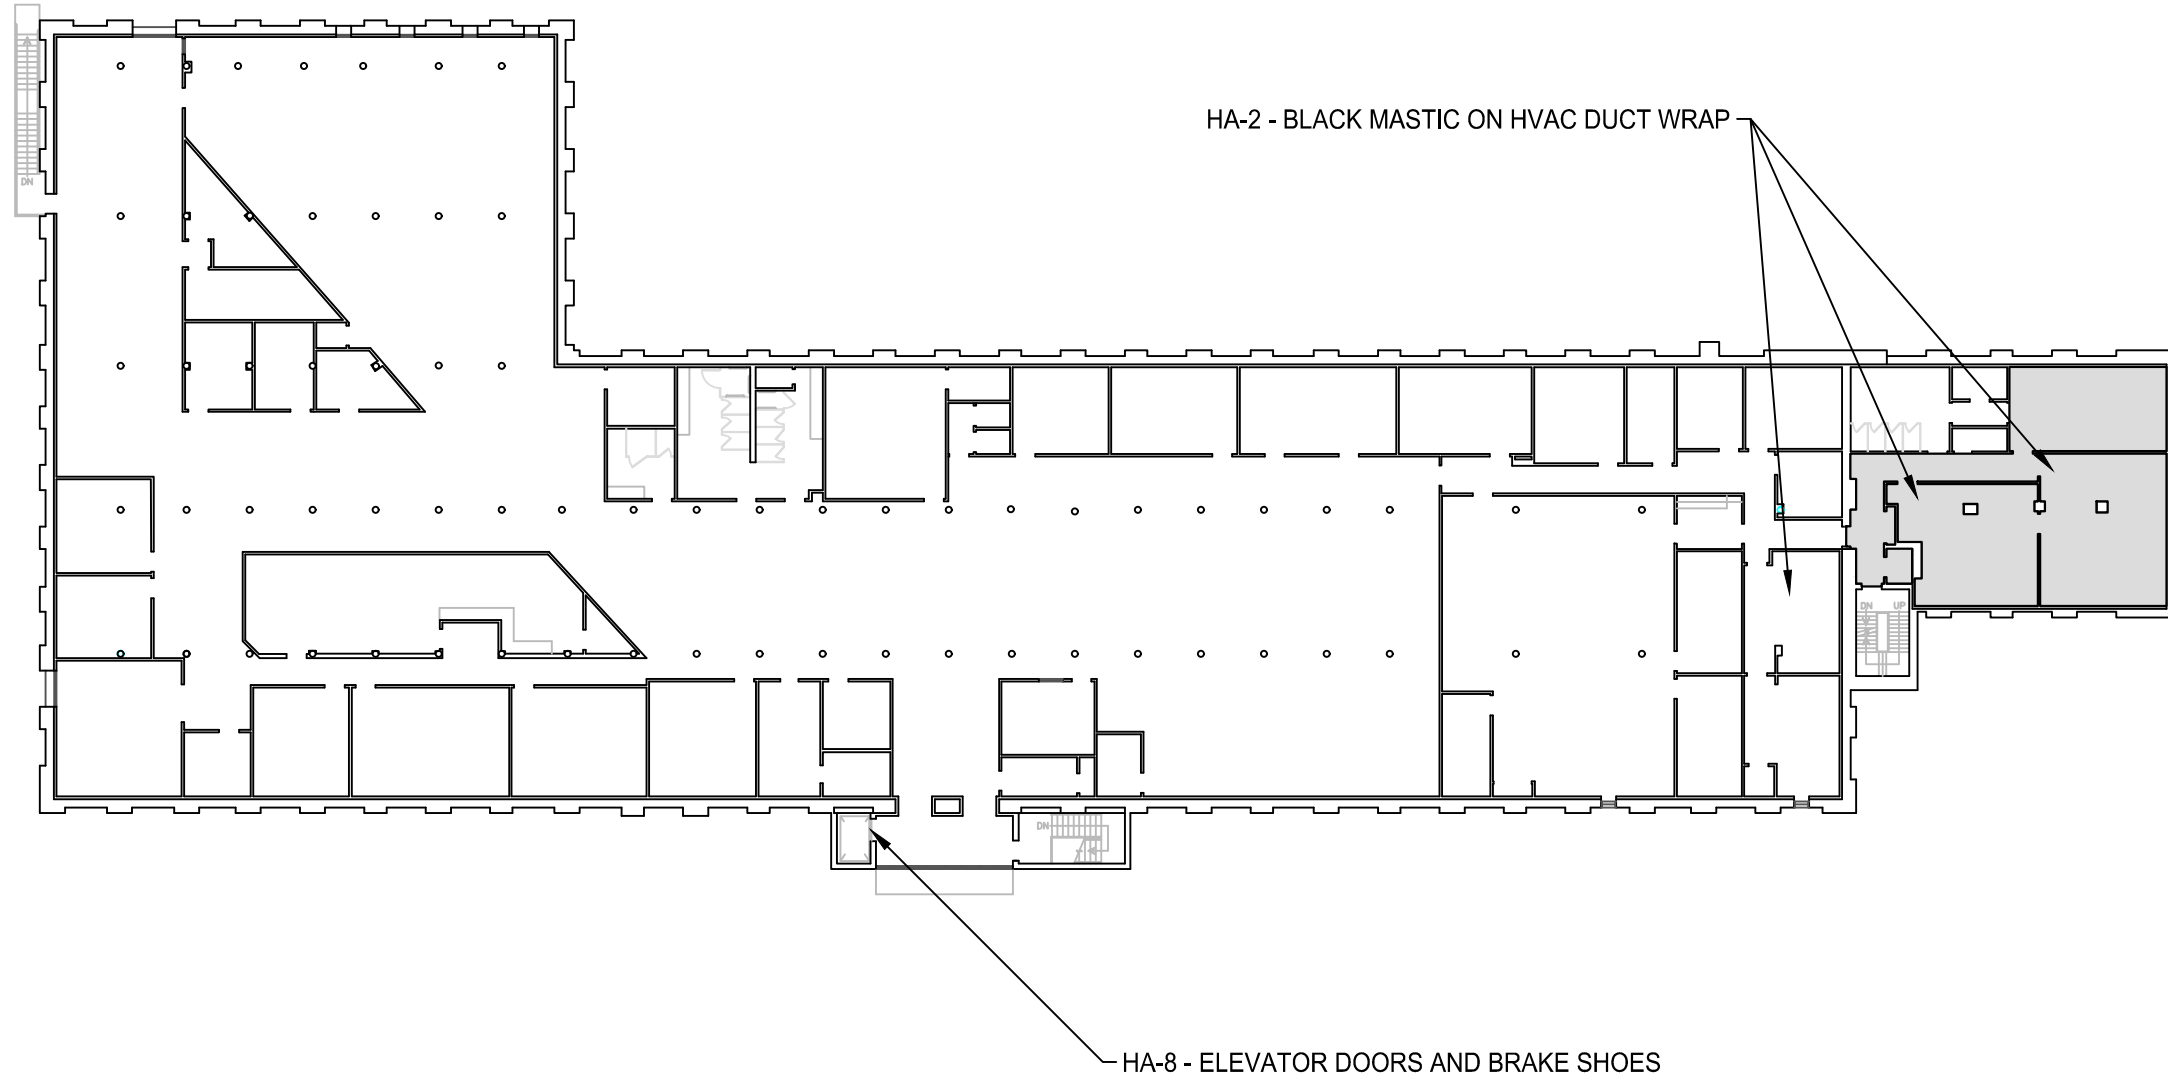 DN
HA-2 - BLACK MASTIC ON HVAC DUCT WRAP
DN UP
DN
HA-8 - ELEVATOR DOORS AND BRAKE SHOES